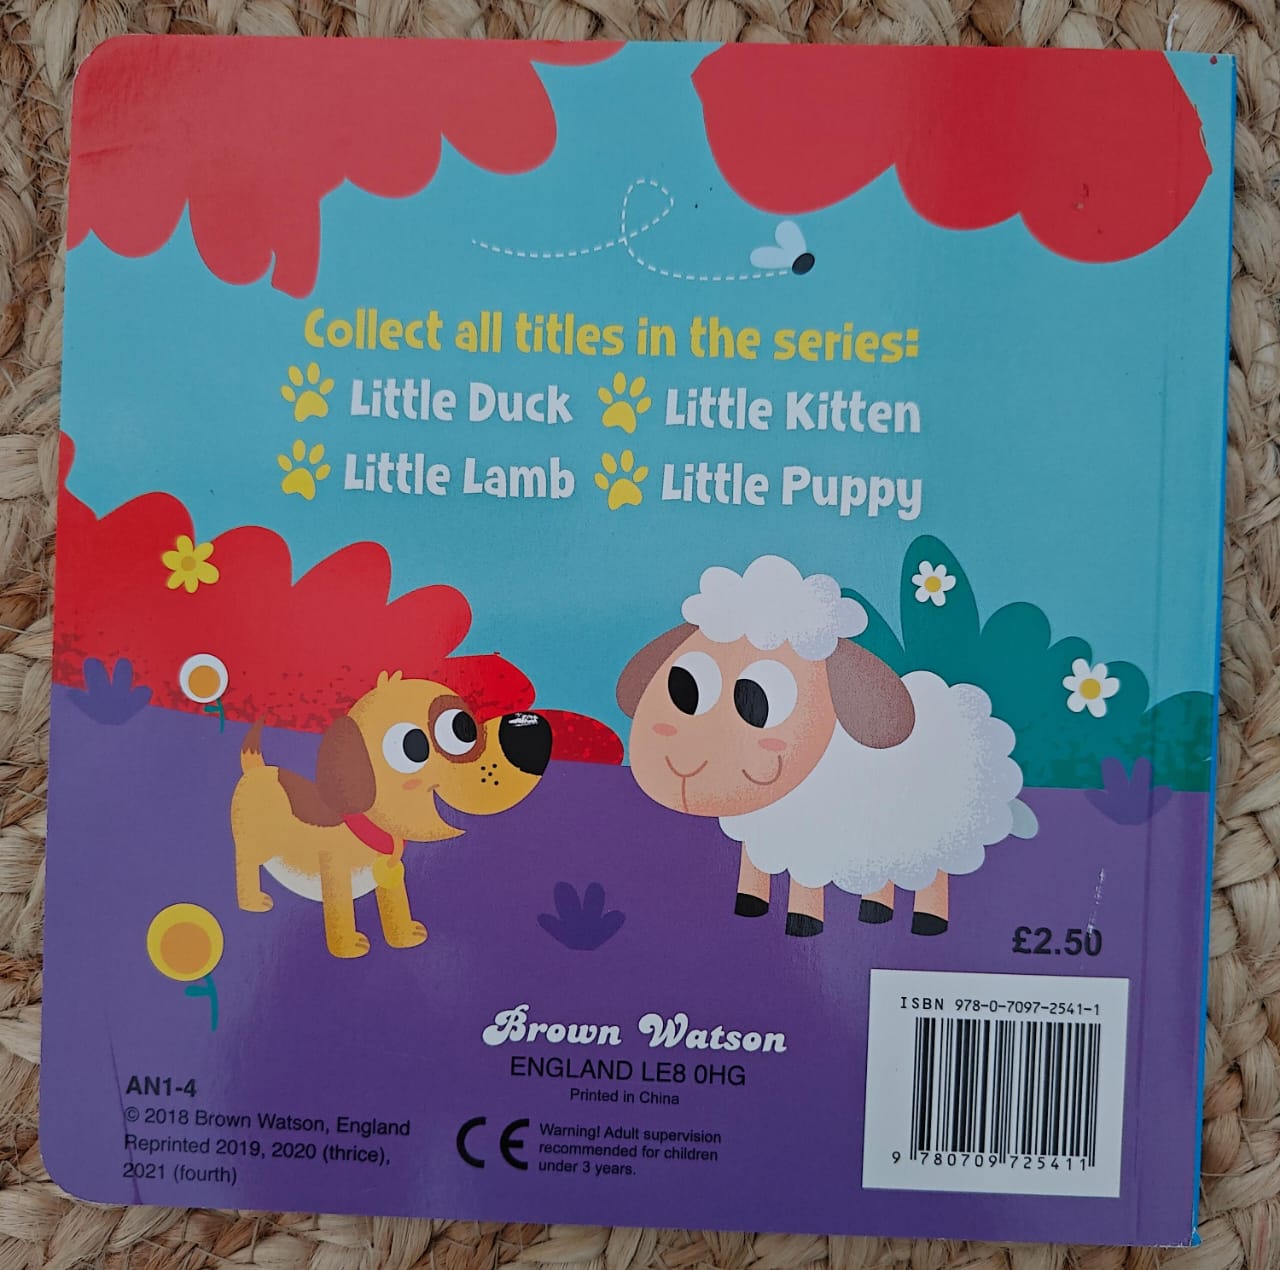 Collect all titles in the series:
Little Duck Little Kitten
Little Lamb Little Puppy
£2.50
ISBN 978-0-7097-2541-1
9 780709 725411
Brown Watson
ENGLAND LE8 0HG
Printed in China
CE
Warning! Adult supervision
recommended for children
under 3 years.
AN1-4
© 2018 Brown Watson, England
Reprinted 2019, 2020 (thrice),
2021 (fourth)